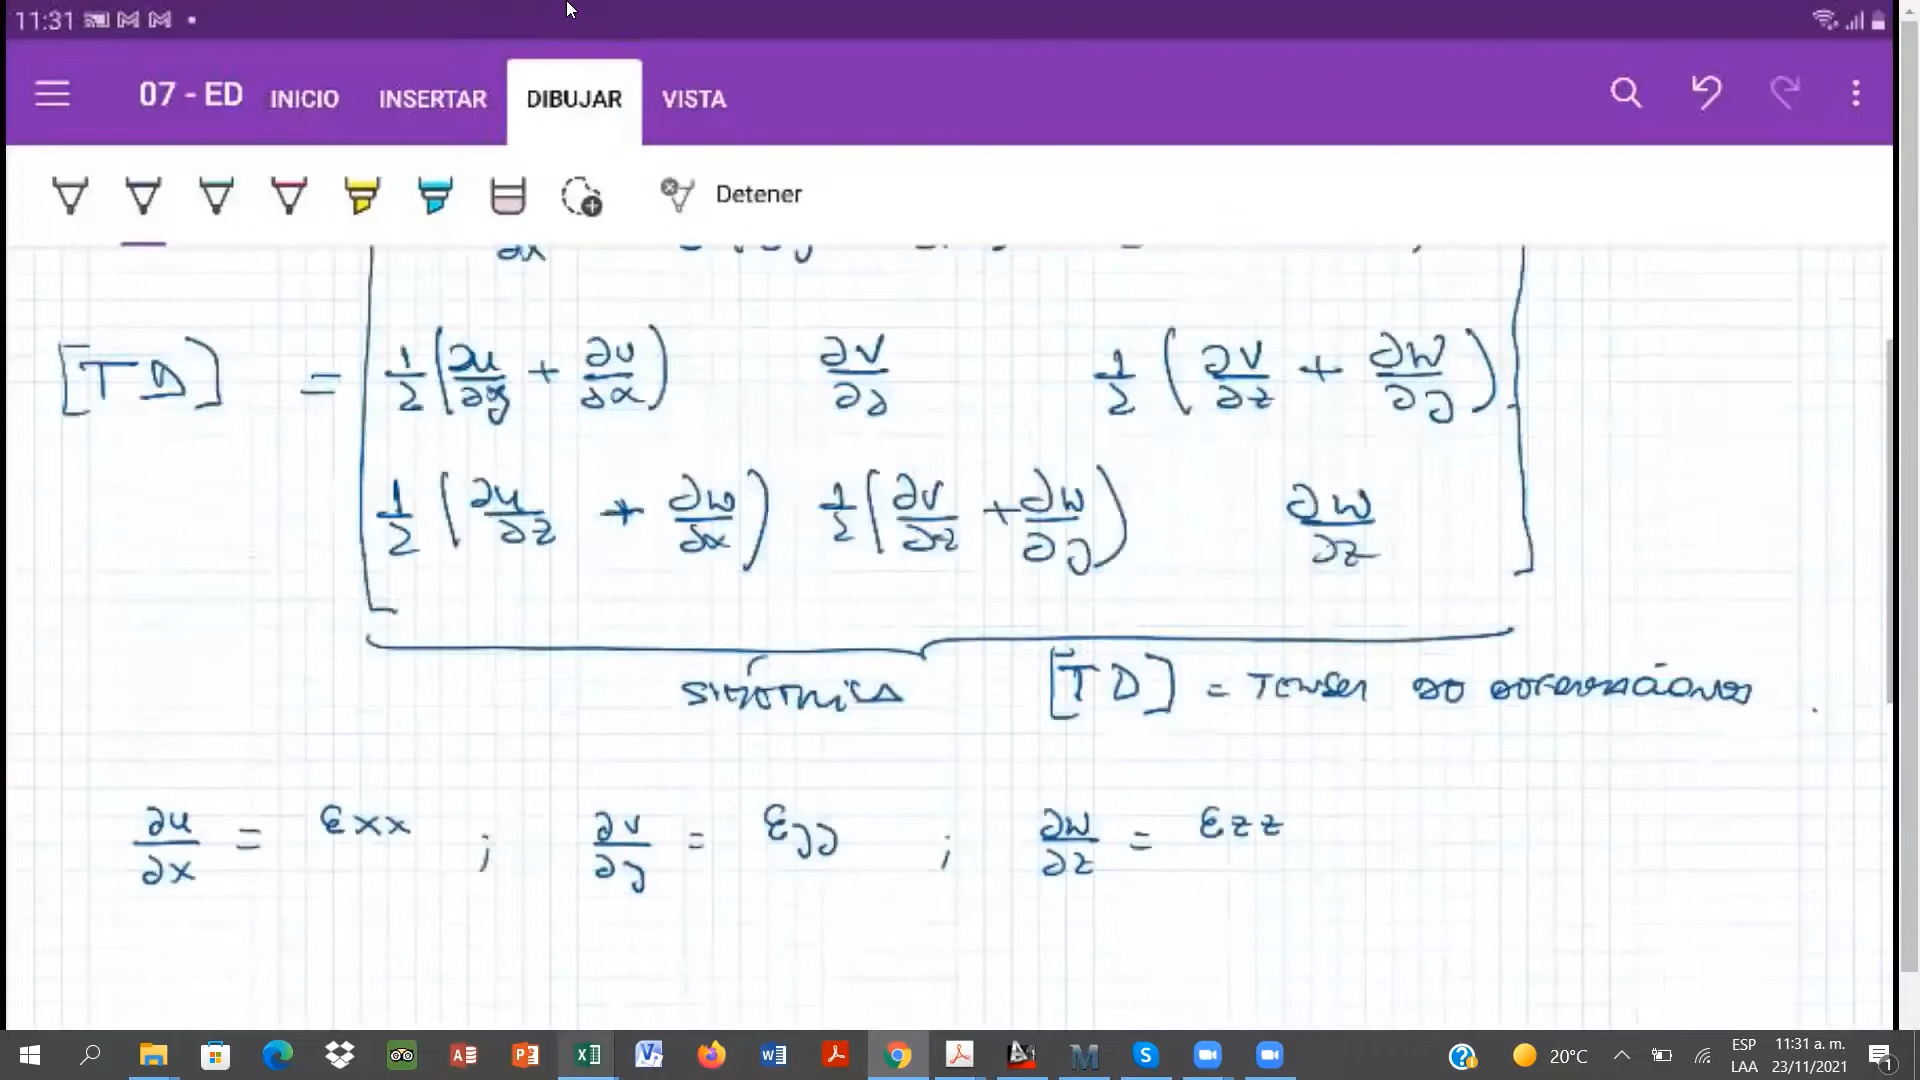 11:31
07 - ED INICIO INSERTAR DIBUJAR VISTA
Detener
∂x
[TD] = 1/2 (∂u/∂y + ∂v/∂x) ∂v/∂y 1/2 (∂v/∂z + ∂w/∂y)
1/2 (∂u/∂z + ∂w/∂x) 1/2 (∂v/∂z + ∂w/∂y) ∂w/∂z
simétrica [TD] = Tensor de deformaciones .
∂u/∂x = εxx ; ∂v/∂y = εyy ; ∂w/∂z = εzz
20°C ESP LAA 11:31 a. m. 23/11/2021 1